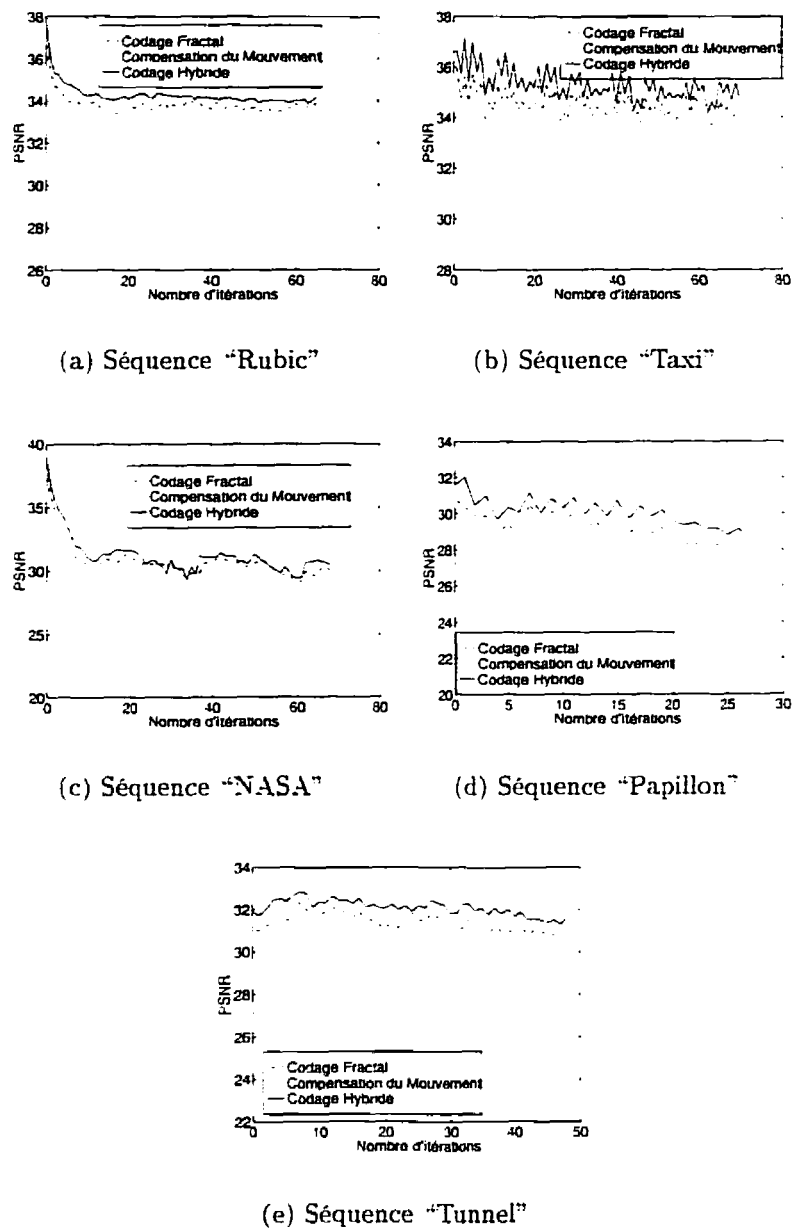 38
36
34
32
30
28
26
PSNR
Codage Fractal
Compensation du Mouvement
Codage Hybride
0 20 40 60 80
Nombre d'itérations
(a) Séquence "Rubic"
38
36
34
32
30
28
PSNR
Codage Fractal
Compensation du Mouvement
Codage Hybride
0 10 20 30 40 50 60 70 80
Nombre d'itérations
(b) Séquence "Taxi"
40
35
30
25
20
PSNR
Codage Fractal
Compensation du Mouvement
Codage Hybride
0 20 40 60 80
Nombre d'itérations
(c) Séquence "NASA"
34
32
30
28
26
24
22
20
PSNR
Codage Fractal
Compensation du Mouvement
Codage Hybride
0 5 10 15 20 25 30
Nombre d'itérations
(d) Séquence "Papillon"
34
32
30
28
26
24
22
PSNR
Codage Fractal
Compensation du Mouvement
Codage Hybride
0 10 20 30 40 50
Nombre d'itérations
(e) Séquence "Tunnel"